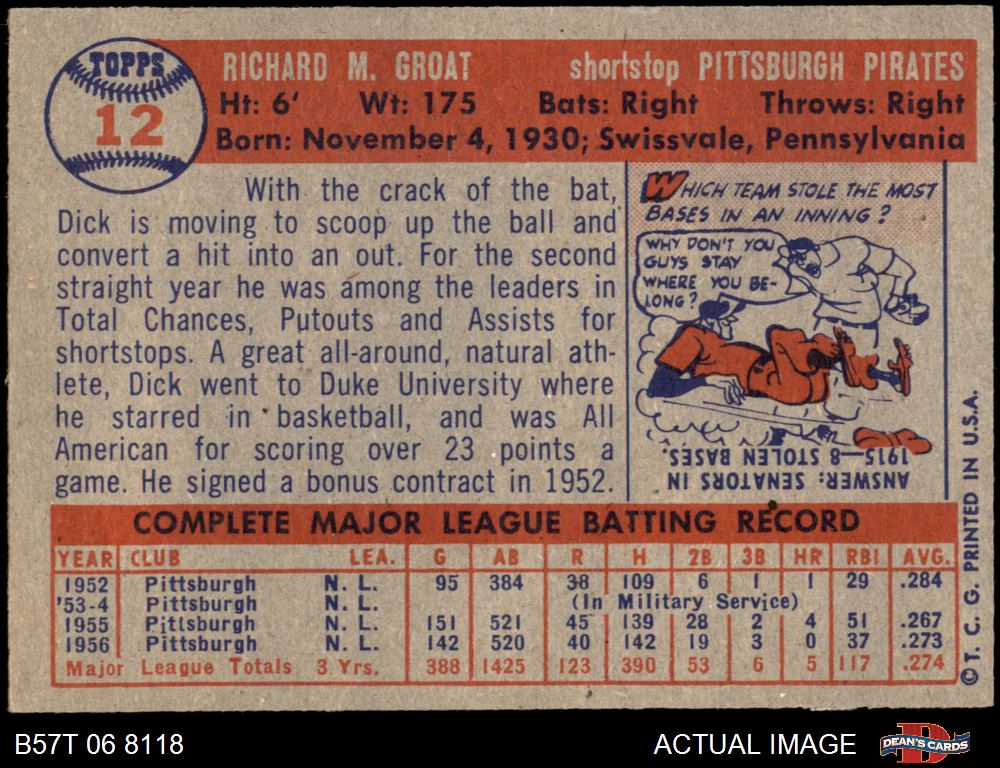 TOPPS
12
RICHARD M. GROAT shortstop PITTSBURGH PIRATES
Ht: 6' Wt: 175 Bats: Right Throws: Right
Born: November 4, 1930; Swissvale, Pennsylvania
With the crack of the bat,
Dick is moving to scoop up the ball and
convert a hit into an out. For the second
straight year he was among the leaders in
Total Chances, Putouts and Assists for
shortstops. A great all-around, natural ath-
lete, Dick went to Duke University where
he starred in basketball, and was All
American for scoring over 23 points a
game. He signed a bonus contract in 1952.
WHICH TEAM STOLE THE MOST
BASES IN AN INNING?
WHY DON'T YOU
GUYS STAY
WHERE YOU BE-
LONG?
ANSWER: SENATORS IN
1915—8 STOLEN BASES.
COMPLETE MAJOR LEAGUE BATTING RECORD
YEAR CLUB LEA. G AB R H 2B 3B HR RBI AVG.
1952 Pittsburgh N. L. 95 384 38 109 6 1 1 29 .284
'53-4 Pittsburgh N. L. (In Military Service)
1955 Pittsburgh N. L. 151 521 45 139 28 2 4 51 .267
1956 Pittsburgh N. L. 142 520 40 142 19 3 0 37 .273
Major League Totals 3 Yrs. 388 1425 123 390 53 6 5 117 .274
© T. C. G. PRINTED IN U.S.A.
B57T 06 8118 ACTUAL IMAGE
DEAN'S CARDS